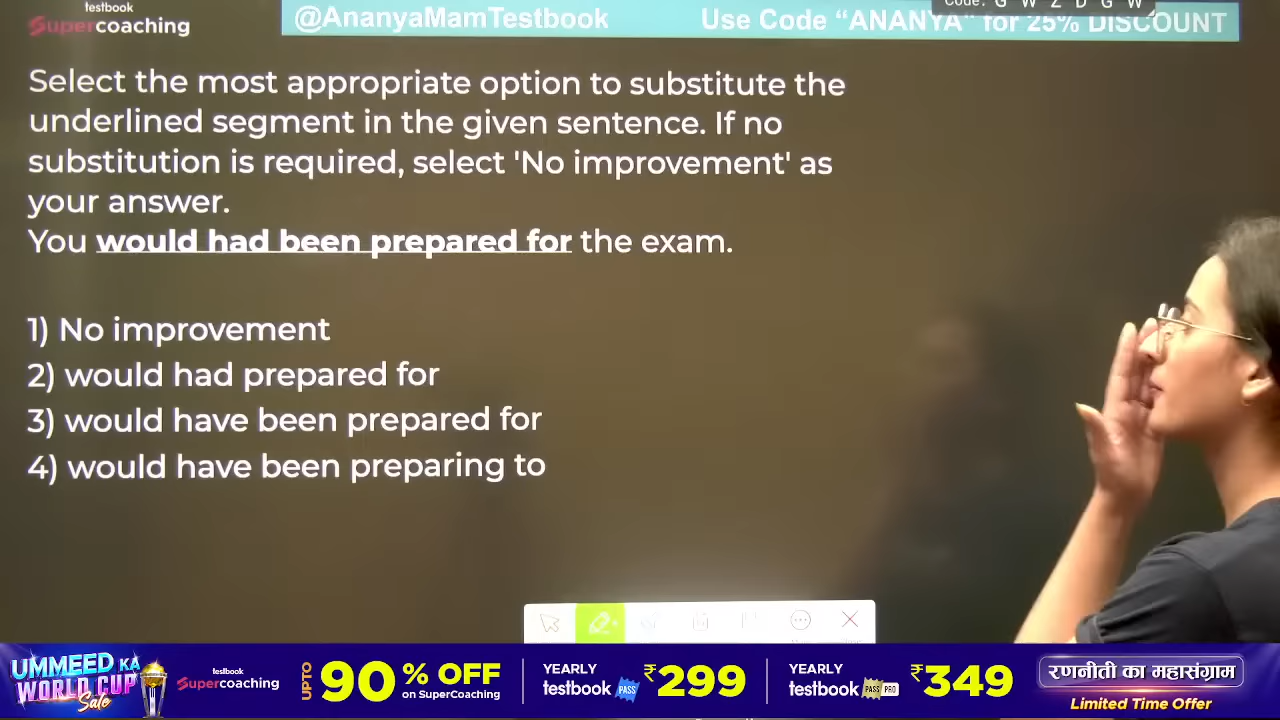 testbook
Supercoaching
@AnanyaMamTestbook
Use Code “ANANYA” for 25% DISCOUNT
Code: G W Z D G W
Select the most appropriate option to substitute the
underlined segment in the given sentence. If no
substitution is required, select 'No improvement' as
your answer.
You would had been prepared for the exam.
1) No improvement
2) would had prepared for
3) would have been prepared for
4) would have been preparing to
UMMEED KA
WORLD CUP
Sale
testbook
Supercoaching
UPTO
90% OFF
on SuperCoaching
YEARLY
testbook PASS
₹299
YEARLY
testbook PASS PRO
₹349
रणनीती का महासंग्राम
Limited Time Offer